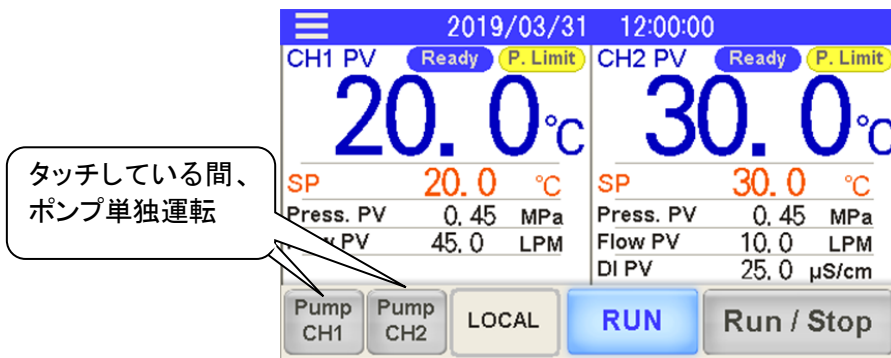 2019/03/31 12:00:00
CH1 PV Ready P. Limit
20.0℃
SP 20.0 ℃
Press. PV 0.45 MPa
PV 45.0 LPM
CH2 PV Ready P. Limit
30.0℃
SP 30.0 ℃
Press. PV 0.45 MPa
Flow PV 10.0 LPM
DI PV 25.0 μS/cm
タッチしている間、
ポンプ単独運転
Pump
CH1
Pump
CH2
LOCAL
RUN
Run / Stop